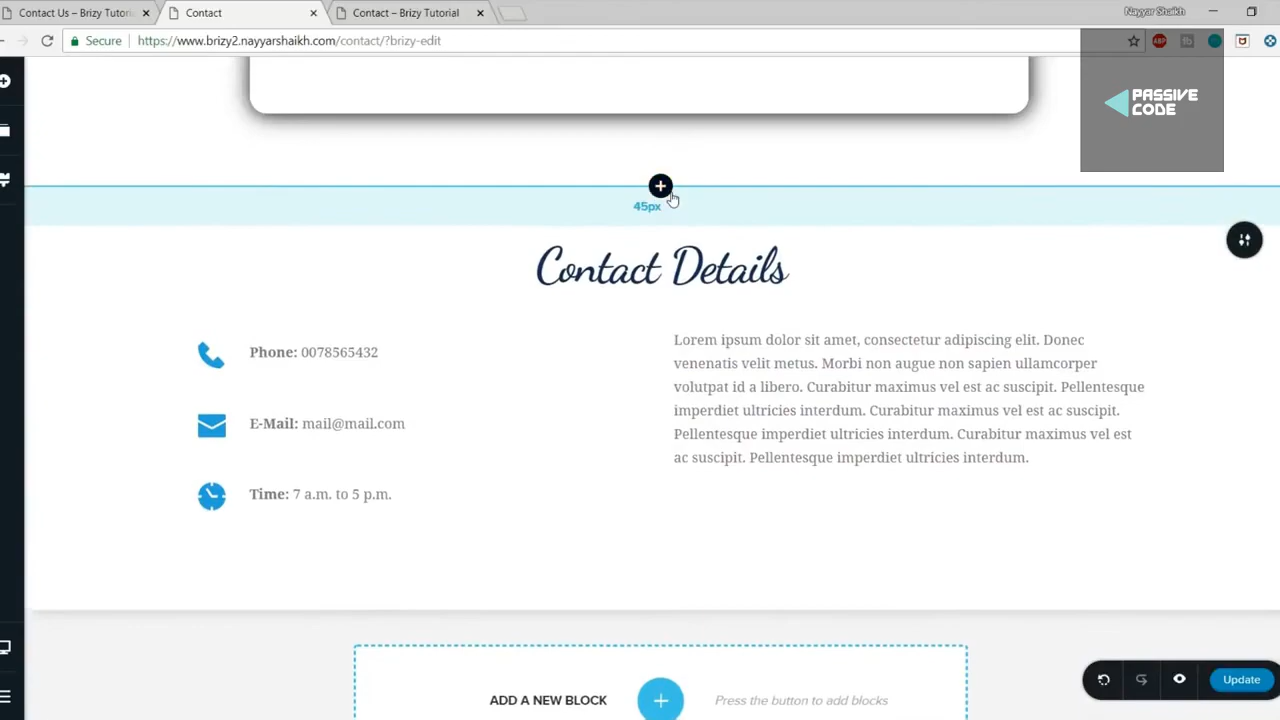 Contact Us – Brizy Tutori
Contact
Contact – Brizy Tutorial
Nayyar Shaikh
Secure
https://www.brizy2.nayyarshaikh.com/contact/?brizy-edit
ABP
PASSIVE
CODE
45px
Contact Details
Phone: 0078565432
E-Mail: mail@mail.com
Time: 7 a.m. to 5 p.m.
Lorem ipsum dolor sit amet, consectetur adipiscing elit. Donec
venenatis velit metus. Morbi non augue non sapien ullamcorper
volutpat id a libero. Curabitur maximus vel est ac suscipit. Pellentesque
imperdiet ultricies interdum. Curabitur maximus vel est ac suscipit.
Pellentesque imperdiet ultricies interdum. Curabitur maximus vel est
ac suscipit. Pellentesque imperdiet ultricies interdum.
ADD A NEW BLOCK
Press the button to add blocks
Update